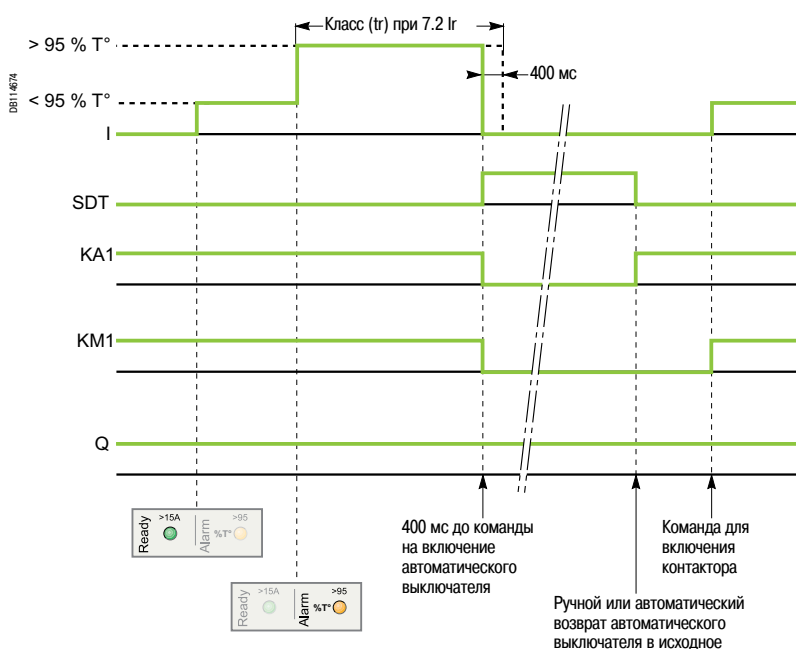 Класс (tr) при 7.2 Ir
> 95 % T°
400 мс
DB114674
< 95 % T°
I
SDT
KA1
KM1
Q
Ready
>15A
Alarm
>95
%T°
400 мс до команды
на включение
автоматического
выключателя
Команда для
включения
контактора
Ready
>15A
Alarm
>95
%T°
Ручной или автоматический
возврат автоматического
выключателя в исходное